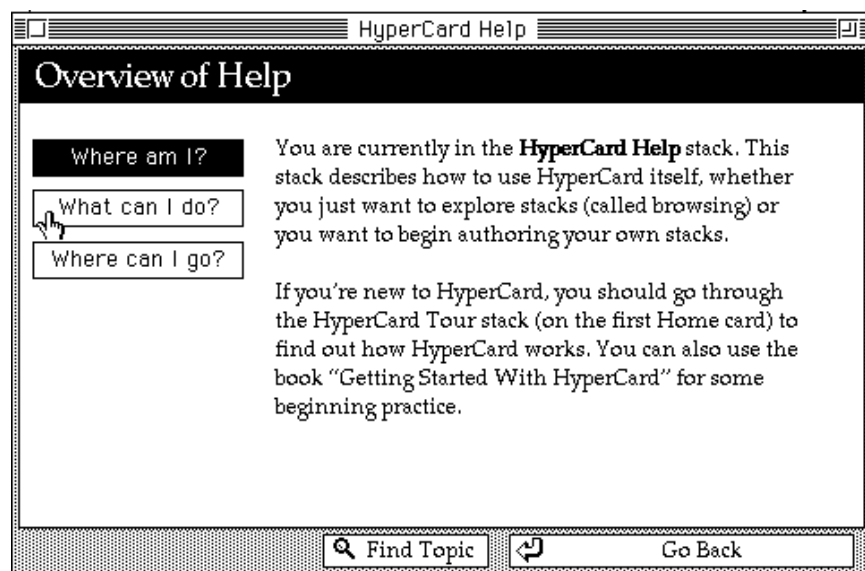 HyperCard Help
Overview of Help
Where am I?
What can I do?
Where can I go?
You are currently in the HyperCard Help stack. This
stack describes how to use HyperCard itself, whether
you just want to explore stacks (called browsing) or
you want to begin authoring your own stacks.
If you're new to HyperCard, you should go through
the HyperCard Tour stack (on the first Home card) to
find out how HyperCard works. You can also use the
book "Getting Started With HyperCard" for some
beginning practice.
Find Topic
Go Back